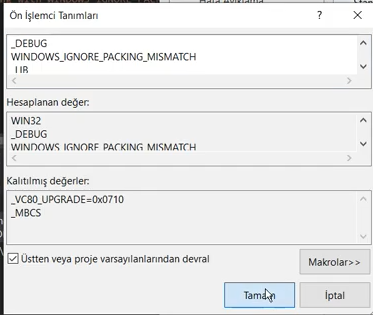 Ön İşlemci Tanımları
_DEBUG
WINDOWS_IGNORE_PACKING_MISMATCH
_LIB
Hesaplanan değer:
WIN32
_DEBUG
WINDOWS_IGNORE_PACKING_MISMATCH
Kalıtılmış değerler:
_VC80_UPGRADE=0x0710
_MBCS
Üstten veya proje varsayılanlarından devral
Makrolar>>
Tamam
İptal